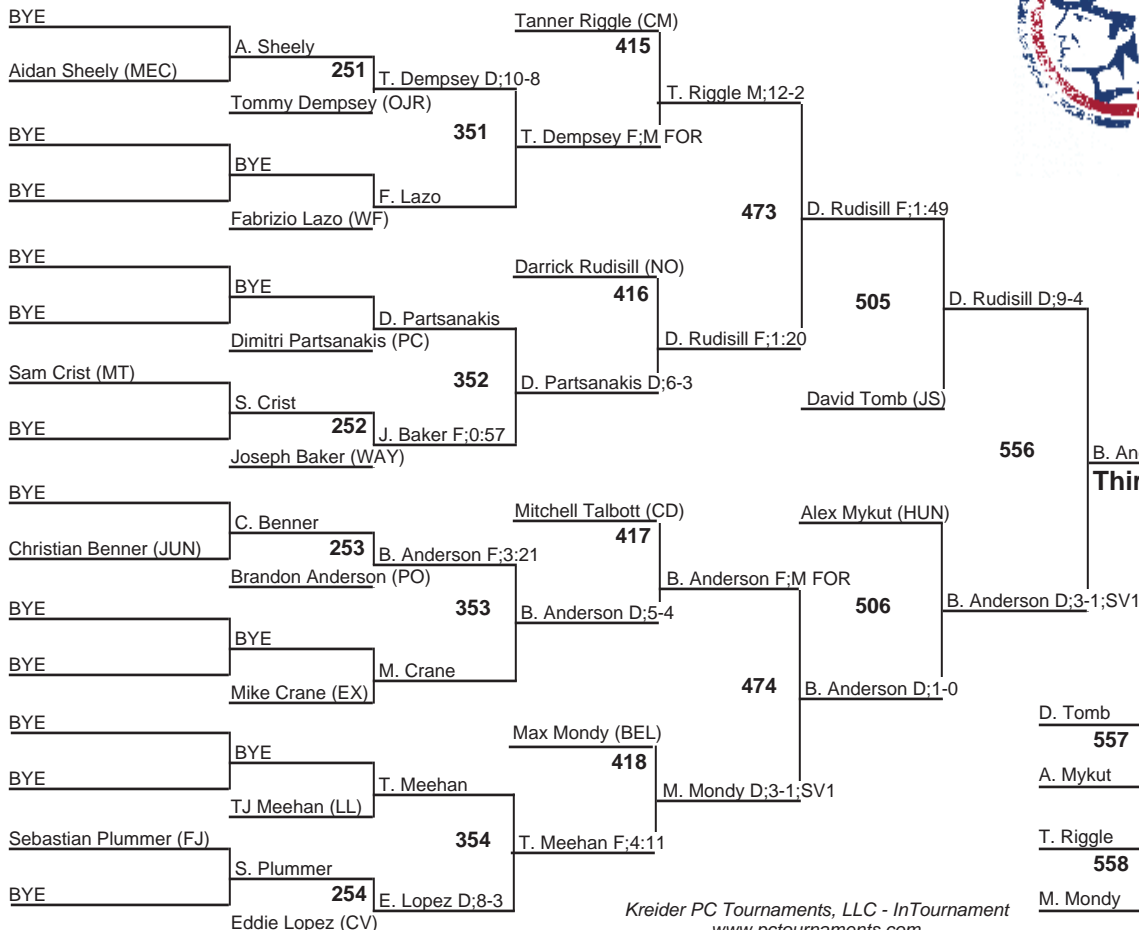 BYE
Aidan Sheely (MEC)
BYE
BYE
BYE
BYE
Sam Crist (MT)
BYE
BYE
Christian Benner (JUN)
BYE
BYE
BYE
BYE
Sebastian Plummer (FJ)
BYE
A. Sheely
251
Tommy Dempsey (OJR)
BYE
Fabrizio Lazo (WF)
BYE
Dimitri Partsanakis (PC)
S. Crist
252
Joseph Baker (WAY)
C. Benner
253
Brandon Anderson (PO)
BYE
Mike Crane (EX)
BYE
TJ Meehan (LL)
S. Plummer
254
Eddie Lopez (CV)
T. Dempsey D;10-8
351
F. Lazo
D. Partsanakis
352
J. Baker F;0:57
B. Anderson F;3:21
353
M. Crane
T. Meehan
354
E. Lopez D;8-3
Tanner Riggle (CM)
415
T. Dempsey F;M FOR
Darrick Rudisill (NO)
416
D. Partsanakis D;6-3
Mitchell Talbott (CD)
417
B. Anderson D;5-4
Max Mondy (BEL)
418
T. Meehan F;4:11
T. Riggle M;12-2
473
D. Rudisill F;1:20
B. Anderson F;M FOR
474
M. Mondy D;3-1;SV1
D. Rudisill F;1:49
505
David Tomb (JS)
Alex Mykut (HUN)
506
B. Anderson D;1-0
D. Rudisill D;9-4
556
B. Anderson D;3-1;SV1
D. Tomb
557
A. Mykut
T. Riggle
558
M. Mondy
Kreider PC Tournaments, LLC - InTournament
www.pctournaments.com